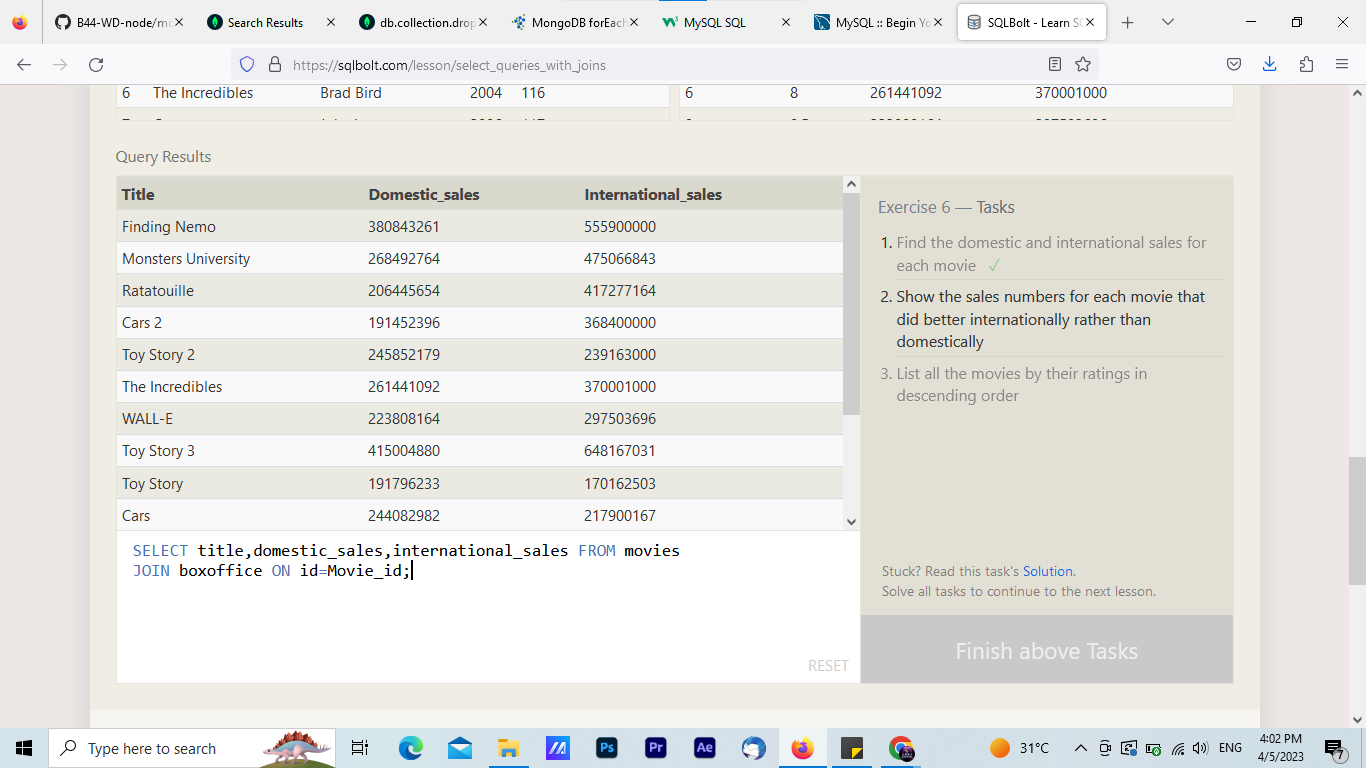 B44-WD-node/mo
Search Results
db.collection.drop
MongoDB forEach
MySQL SQL
MySQL :: Begin Yo
SQLBolt - Learn SQ
https://sqlbolt.com/lesson/select_queries_with_joins
6 The Incredibles Brad Bird 2004 116
6 8 261441092 370001000
Query Results
Title Domestic_sales International_sales
Finding Nemo 380843261 555900000
Monsters University 268492764 475066843
Ratatouille 206445654 417277164
Cars 2 191452396 368400000
Toy Story 2 245852179 239163000
The Incredibles 261441092 370001000
WALL-E 223808164 297503696
Toy Story 3 415004880 648167031
Toy Story 191796233 170162503
Cars 244082982 217900167
SELECT title,domestic_sales,international_sales FROM movies
JOIN boxoffice ON id=Movie_id;
RESET
Exercise 6 — Tasks
1. Find the domestic and international sales for
each movie ✓
2. Show the sales numbers for each movie that
did better internationally rather than
domestically
3. List all the movies by their ratings in
descending order
Stuck? Read this task's Solution.
Solve all tasks to continue to the next lesson.
Finish above Tasks
Type here to search
Ps
Pr
Ae
31°C
ENG
4:02 PM
4/5/2023
7